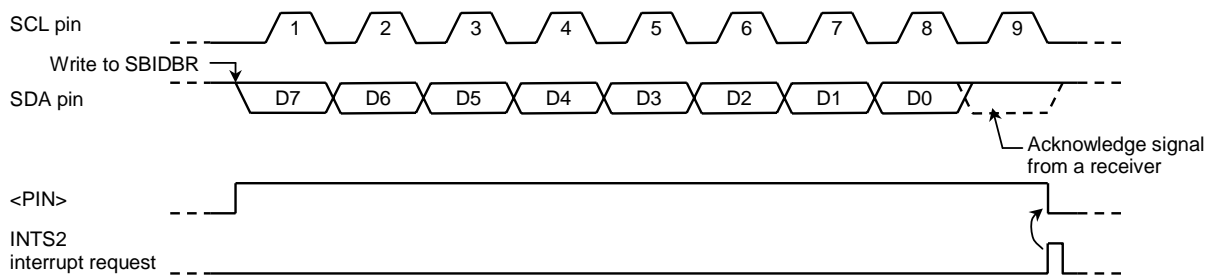 SCL pin
1 2 3 4 5 6 7 8 9
Write to SBIDBR
SDA pin
D7 D6 D5 D4 D3 D2 D1 D0
Acknowledge signal
from a receiver
<PIN>
INTS2
interrupt request